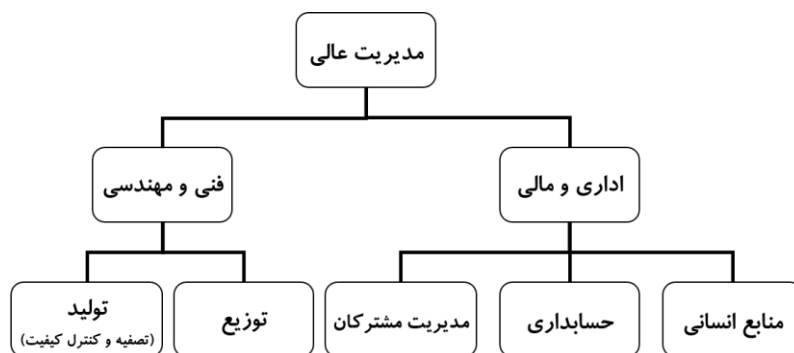 مدیریت عالی
اداری و مالی
فنی و مهندسی
منابع انسانی
حسابداری
مدیریت مشترکان
توزیع
تولید
(تصفیه و کنترل کیفیت)